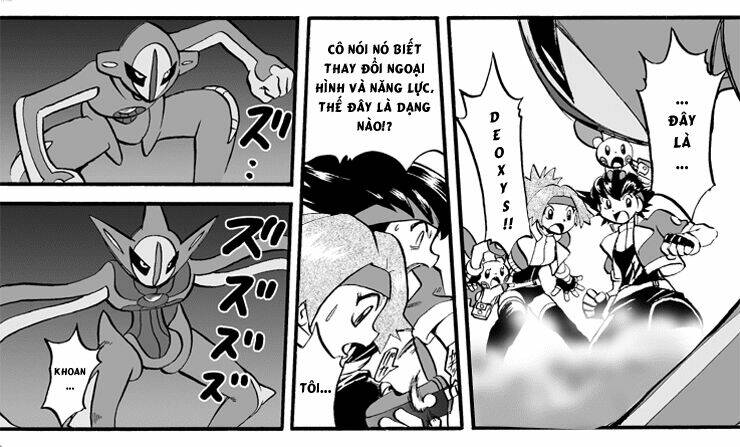 ...
ĐÂY LÀ
...
DEOXYS!!
CÔ NÓI NÓ BIẾT
THAY ĐỔI NGOẠI
HÌNH VÀ NĂNG LỰC,
THẾ ĐÂY LÀ DẠNG
NÀO!?
TÔI...
ズズ
ズズズズ
KHOAN
...